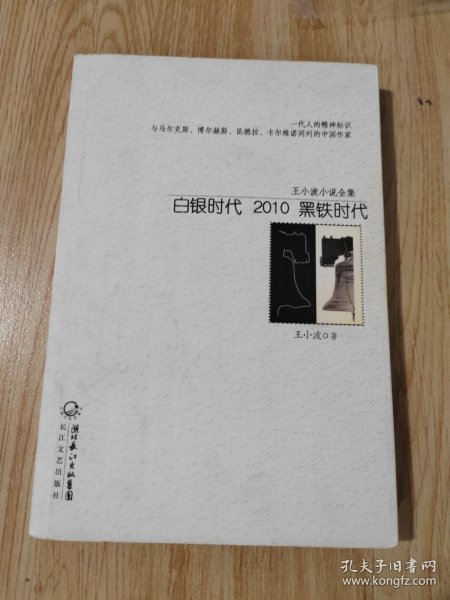 一代人的精神标识
与马尔克斯、博尔赫斯、昆德拉、卡尔维诺同列的中国作家
王小波小说全集
白银时代 2010 黑铁时代
王小波◎著
湖北长江出版集团
长江文艺出版社
孔夫子旧书网
www.kongfz.com